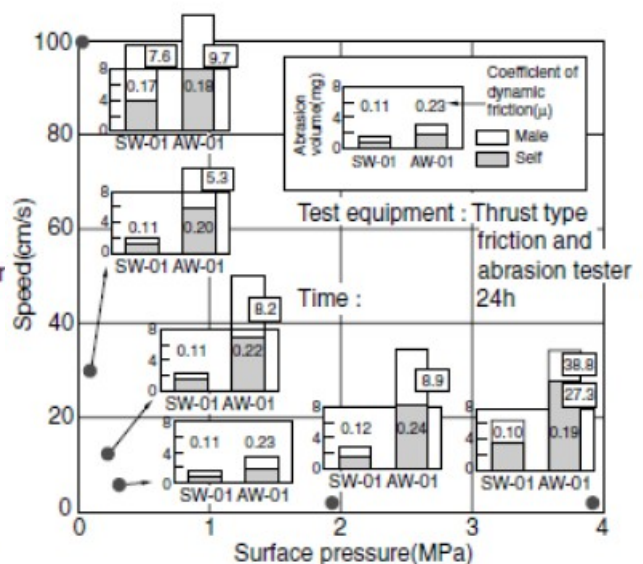 100
80
60
40
20
0
Speed(cm/s)
r
0 1 2 3 4
Surface pressure(MPa)
8
4
7.6
9.7
0.17
0.18
SW-01 AW-01
8
4
0
5.3
0.11
0.20
SW-01 AW-01
8
4
0
8.2
0.11
0.22
SW-01 AW-01
8
4
0
0.11
0.23
SW-01 AW-01
8
4
0
8.9
0.12
0.24
SW-01 AW-01
8
4
0
38.8
27.3
0.10
0.19
SW-01 AW-01
Abrasion
volume(mg)
8
4
0
0.11
0.23
SW-01 AW-01
Coefficient of
dynamic
friction(μ)
Male
Self
Test equipment : Thrust type
friction and
abrasion tester
Time : 24h